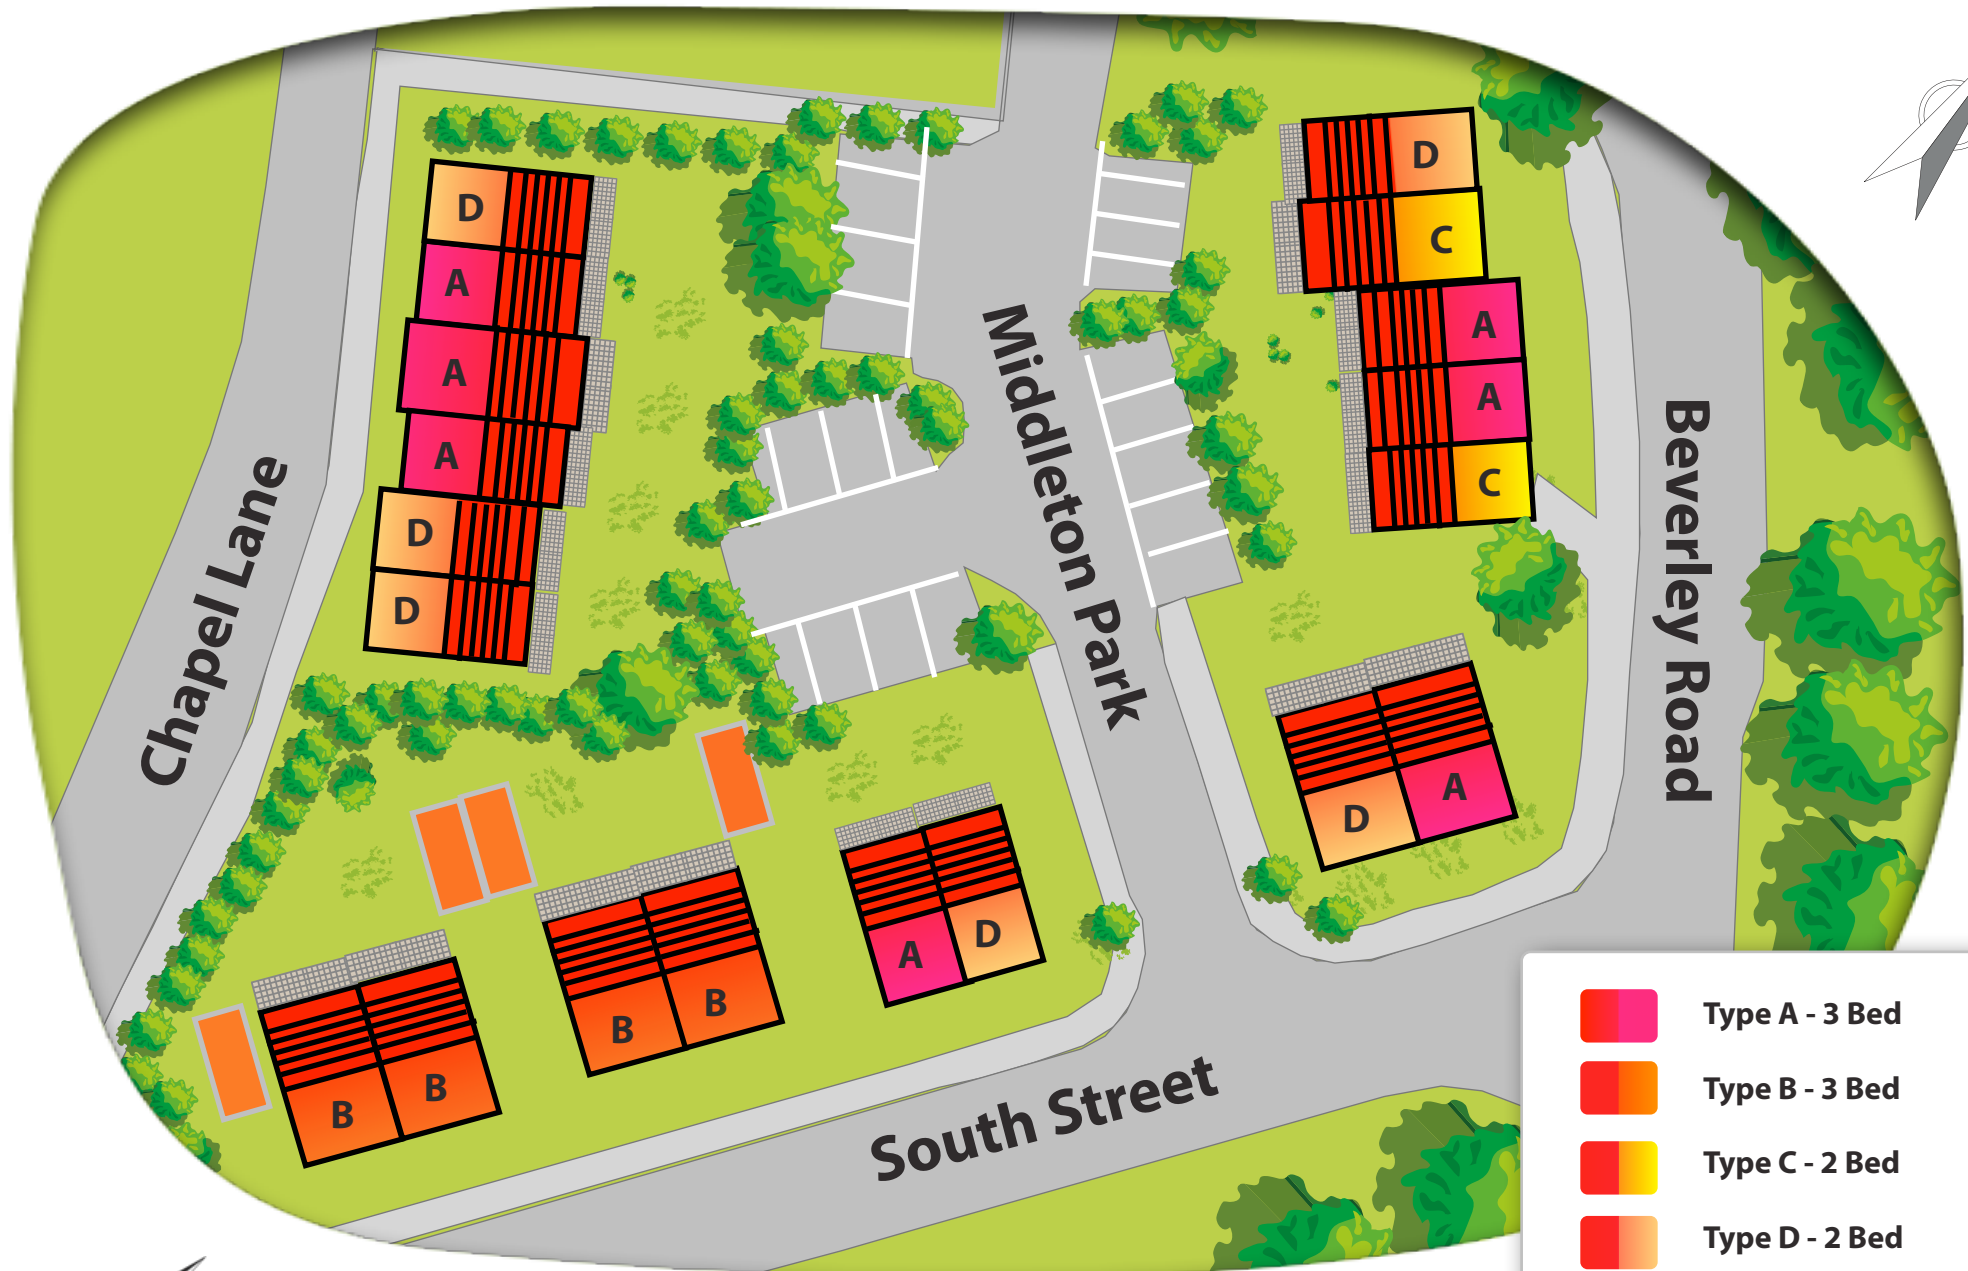 D
A
A
A
D
D
D
C
A
A
C
Chapel Lane
Middleton Park
Beverley Road
D
A
A
D
B
B
B
B
South Street
Type A - 3 Bed
Type B - 3 Bed
Type C - 2 Bed
Type D - 2 Bed